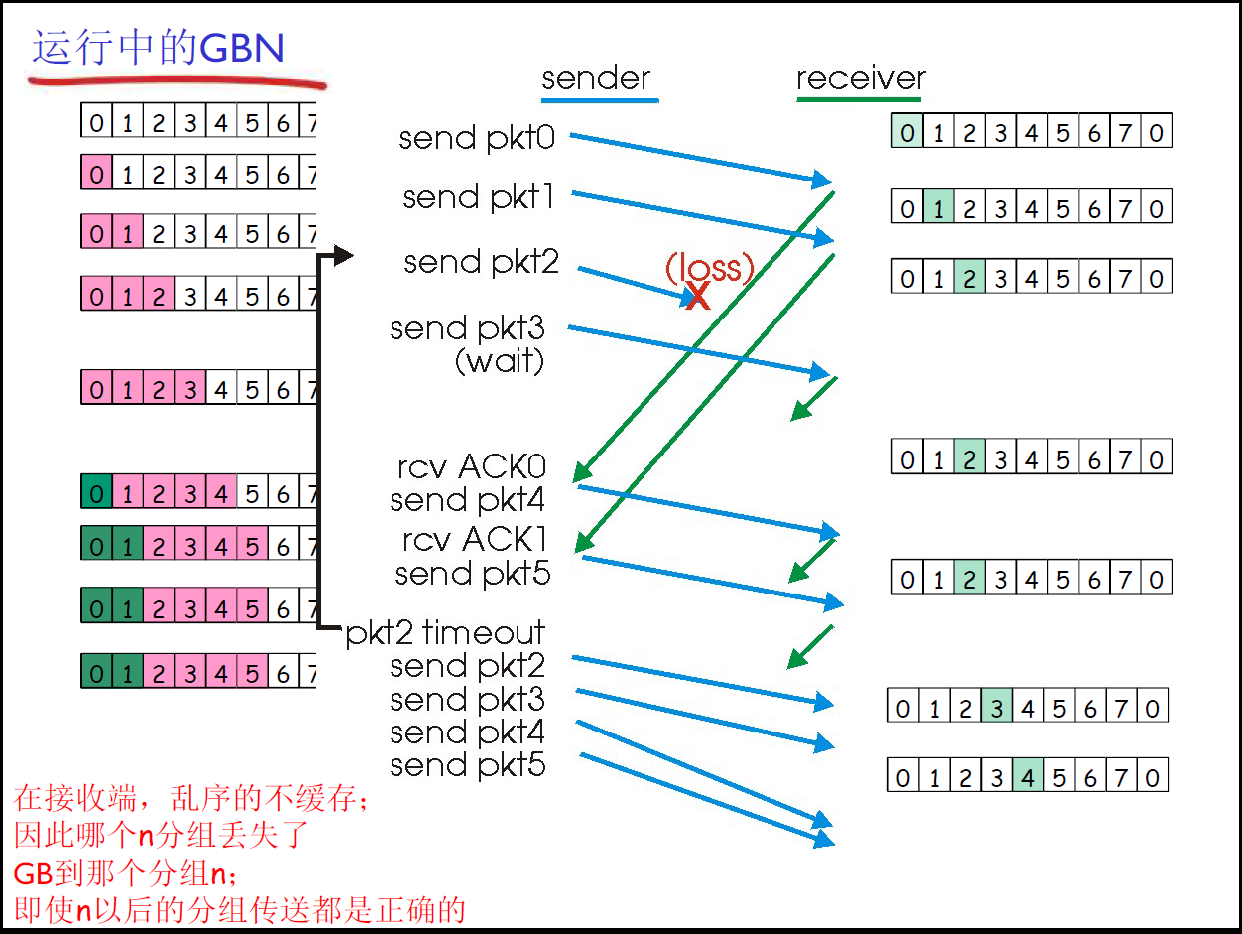 运行中的GBN
sender
receiver
0 1 2 3 4 5 6 7
0 1 2 3 4 5 6 7
0 1 2 3 4 5 6 7
0 1 2 3 4 5 6 7
0 1 2 3 4 5 6 7
0 1 2 3 4 5 6 7
0 1 2 3 4 5 6 7
0 1 2 3 4 5 6 7
0 1 2 3 4 5 6 7
send pkt0
send pkt1
send pkt2
(loss)
X
send pkt3
(wait)
rcv ACK0
send pkt4
rcv ACK1
send pkt5
pkt2 timeout
send pkt2
send pkt3
send pkt4
send pkt5
0 1 2 3 4 5 6 7 0
0 1 2 3 4 5 6 7 0
0 1 2 3 4 5 6 7 0
0 1 2 3 4 5 6 7 0
0 1 2 3 4 5 6 7 0
0 1 2 3 4 5 6 7 0
0 1 2 3 4 5 6 7 0
在接收端，乱序的不缓存；
因此哪个n分组丢失了
GB到那个分组n；
即使n以后的分组传送都是正确的